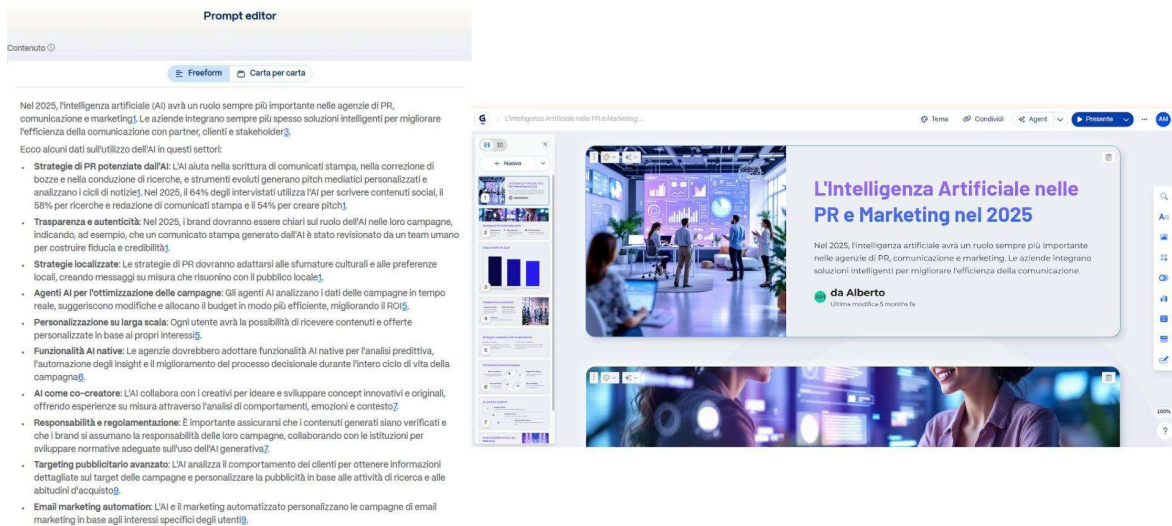 Prompt editor
Contenuto
Freeform
Carta per carta
Nel 2025, l'intelligenza artificiale (AI) avrà un ruolo sempre più importante nelle agenzie di PR,
comunicazione e marketing1. Le aziende integrano sempre più spesso soluzioni intelligenti per migliorare
l'efficienza della comunicazione con partner, clienti e stakeholder3.
Ecco alcuni dati sull'utilizzo dell'AI in questi settori:
• Strategie di PR potenziate dall'AI: L'AI aiuta nella scrittura di comunicati stampa, nella correzione di
bozze e nella conduzione di ricerche, e strumenti evoluti generano pitch mediatici personalizzati e
analizzano i cicli di notizie1. Nel 2025, il 64% degli intervistati utilizza l'AI per scrivere contenuti social, il
58% per ricerche e redazione di comunicati stampa e il 54% per creare pitch1.
• Trasparenza e autenticità: Nel 2025, i brand dovranno essere chiari sul ruolo dell'AI nelle loro campagne,
indicando, ad esempio, che un comunicato stampa generato dall'AI è stato revisionato da un team umano
per costruire fiducia e credibilità1.
• Strategie localizzate: Le strategie di PR dovranno adattarsi alle sfumature culturali e alle preferenze
locali, creando messaggi su misura che risuonino con il pubblico locale1.
• Agenti AI per l'ottimizzazione delle campagne: Gli agenti AI analizzano i dati delle campagne in tempo
reale, suggeriscono modifiche e allocano il budget in modo più efficiente, migliorando il ROI5.
• Personalizzazione su larga scala: Ogni utente avrà la possibilità di ricevere contenuti e offerte
personalizzate in base ai propri interessi5.
• Funzionalità AI native: Le agenzie dovrebbero adottare funzionalità AI native per l'analisi predittiva,
l'automazione degli insight e il miglioramento del processo decisionale durante l'intero ciclo di vita della
campagna6.
• AI come co-creatore: L'AI collabora con i creativi per ideare e sviluppare concept innovativi e originali,
offrendo esperienze su misura attraverso l'analisi di comportamenti, emozioni e contesto7.
• Responsabilità e regolamentazione: È importante assicurarsi che i contenuti generati siano verificati e
che i brand si assumano la responsabilità delle loro campagne, collaborando con le istituzioni per
sviluppare normative adeguate sull'uso dell'AI generativa7.
• Targeting pubblicitario avanzato: L'AI analizza il comportamento dei clienti per ottenere informazioni
dettagliate sul target delle campagne e personalizzare la pubblicità in base alle attività di ricerca e alle
abitudini d'acquisto9.
• Email marketing automation: L'AI e il marketing automatizzato personalizzano le campagne di email
marketing in base agli interessi specifici degli utenti9.
L'Intelligenza Artificiale nelle PR e Marketing...
Tema
Condividi
Agent
Presente
AM
+ Nuovo
1
2
3
4
5
6
7
L'Intelligenza Artificiale nelle
PR e Marketing nel 2025
Nel 2025, l'intelligenza artificiale avrà un ruolo sempre più importante
nelle agenzie di PR, comunicazione e marketing. Le aziende integrano
soluzioni intelligenti per migliorare l'efficienza della comunicazione.
AM
da Alberto
Ultima modifica 5 months fa
100%
?